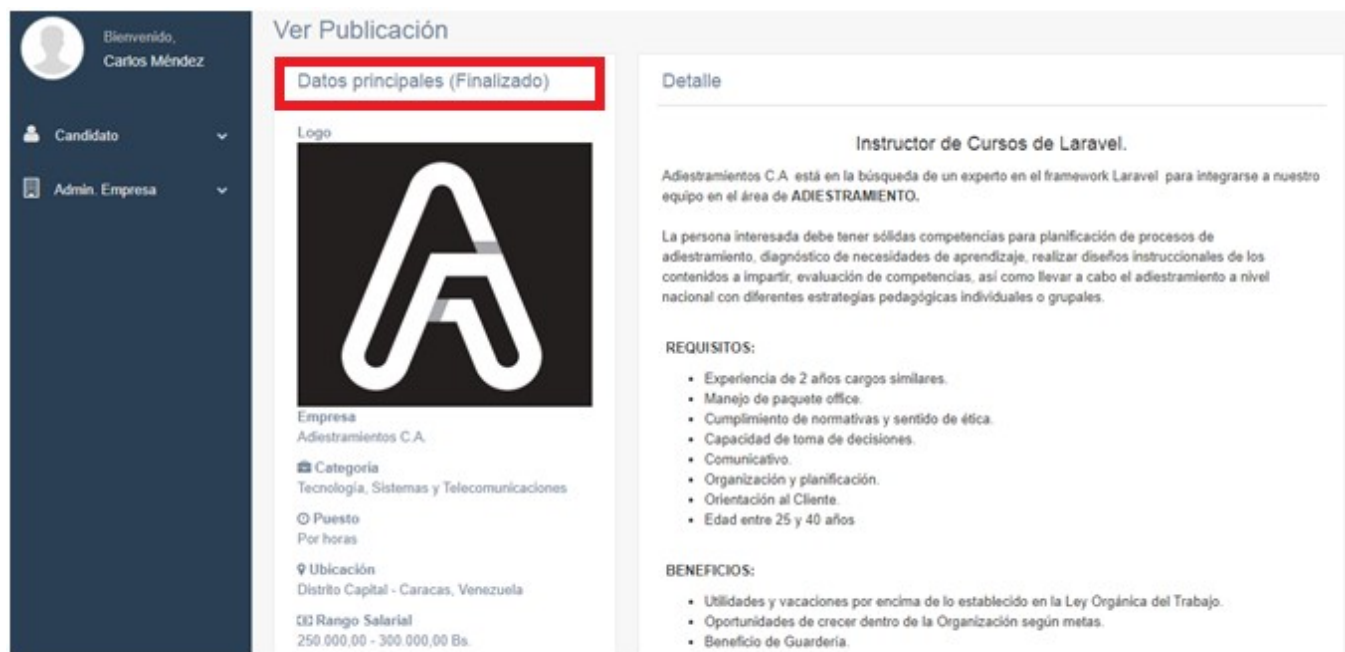 Bienvenido,
Carlos Méndez
Candidato
Admin. Empresa
Ver Publicación
Datos principales (Finalizado)
Logo
Empresa
Adiestramientos C.A.
Categoría
Tecnología, Sistemas y Telecomunicaciones
Puesto
Por horas
Ubicación
Distrito Capital - Caracas, Venezuela
Rango Salarial
250.000,00 - 300.000,00 Bs.
Detalle
Instructor de Cursos de Laravel.
Adiestramientos C.A está en la búsqueda de un experto en el framework Laravel para integrarse a nuestro
equipo en el área de ADIESTRAMIENTO.
La persona interesada debe tener sólidas competencias para planificación de procesos de
adiestramiento, diagnóstico de necesidades de aprendizaje, realizar diseños instruccionales de los
contenidos a impartir, evaluación de competencias, así como llevar a cabo el adiestramiento a nivel
nacional con diferentes estrategias pedagógicas individuales o grupales.
REQUISITOS:
• Experiencia de 2 años cargos similares.
• Manejo de paquete office.
• Cumplimiento de normativas y sentido de ética.
• Capacidad de toma de decisiones.
• Comunicativo.
• Organización y planificación.
• Orientación al Cliente.
• Edad entre 25 y 40 años
BENEFICIOS:
• Utilidades y vacaciones por encima de lo establecido en la Ley Orgánica del Trabajo.
• Oportunidades de crecer dentro de la Organización según metas.
• Beneficio de Guardería.